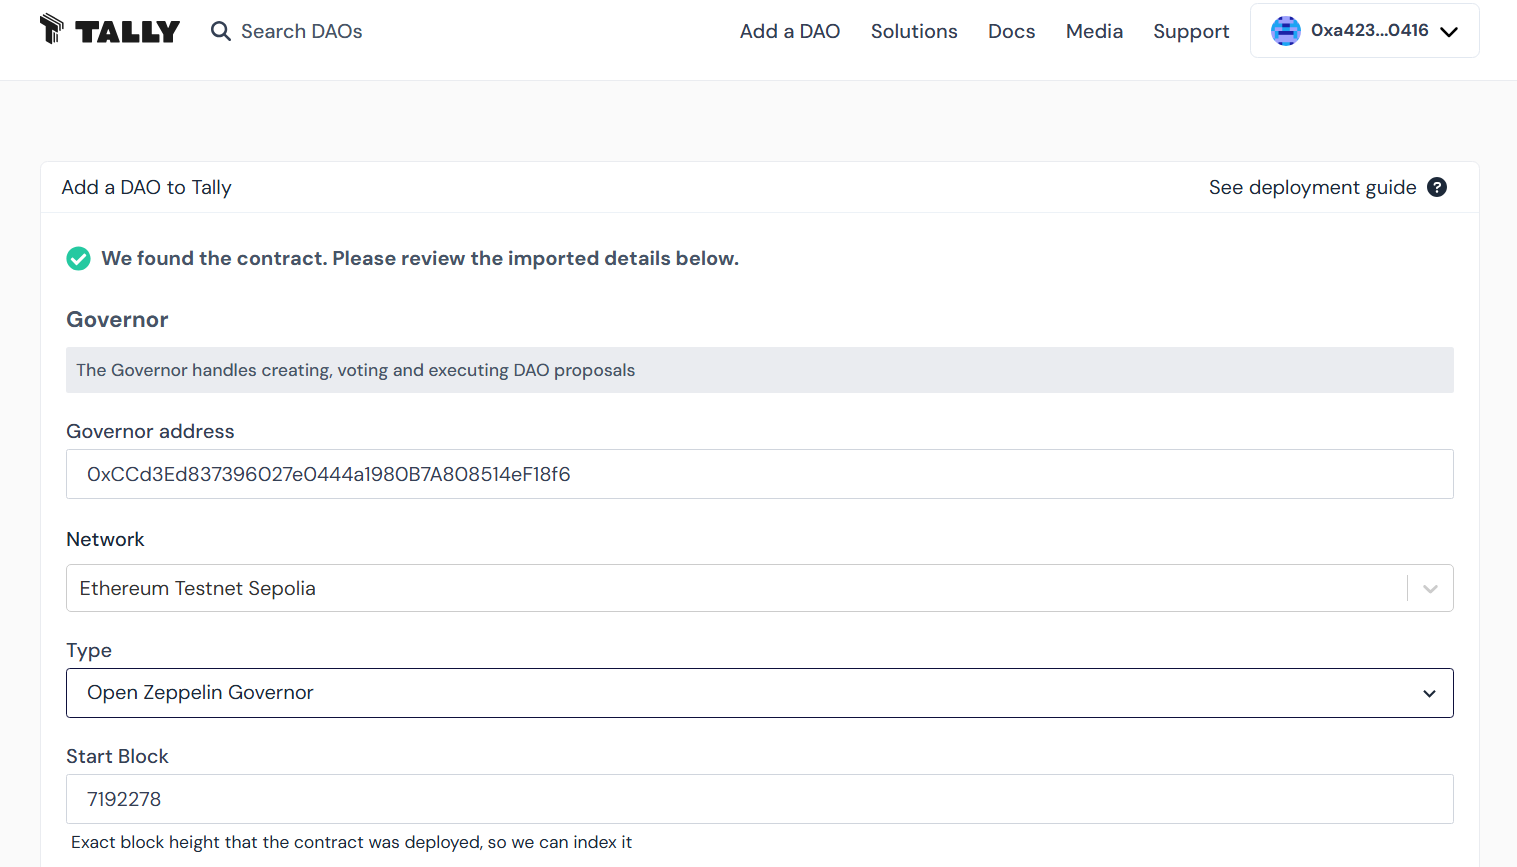 TALLY
Search DAOs
Add a DAO
Solutions
Docs
Media
Support
0xa423...0416
Add a DAO to Tally
See deployment guide ?
We found the contract. Please review the imported details below.
Governor
The Governor handles creating, voting and executing DAO proposals
Governor address
0xCCd3Ed837396027e0444a1980B7A808514eF18f6
Network
Ethereum Testnet Sepolia
Type
Open Zeppelin Governor
Start Block
7192278
Exact block height that the contract was deployed, so we can index it